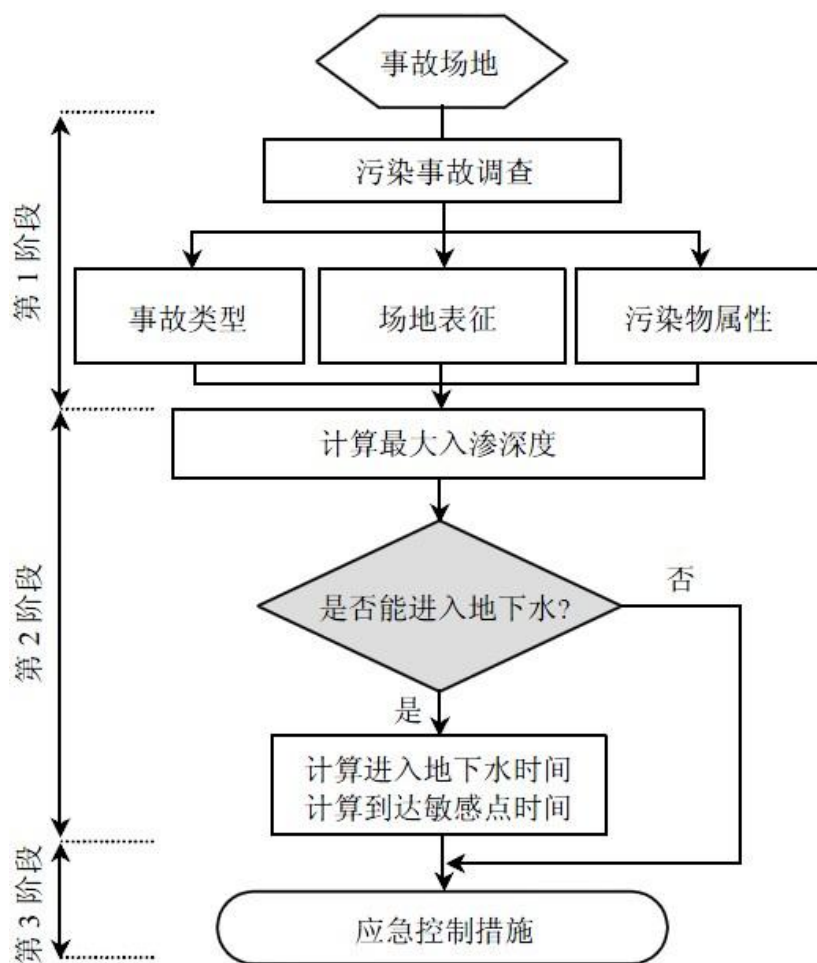 事故场地
污染事故调查
第 1 阶段
事故类型
场地表征
污染物属性
计算最大入渗深度
第 2 阶段
是否能进入地下水?
否
是
计算进入地下水时间
计算到达敏感点时间
第 3 阶段
应急控制措施